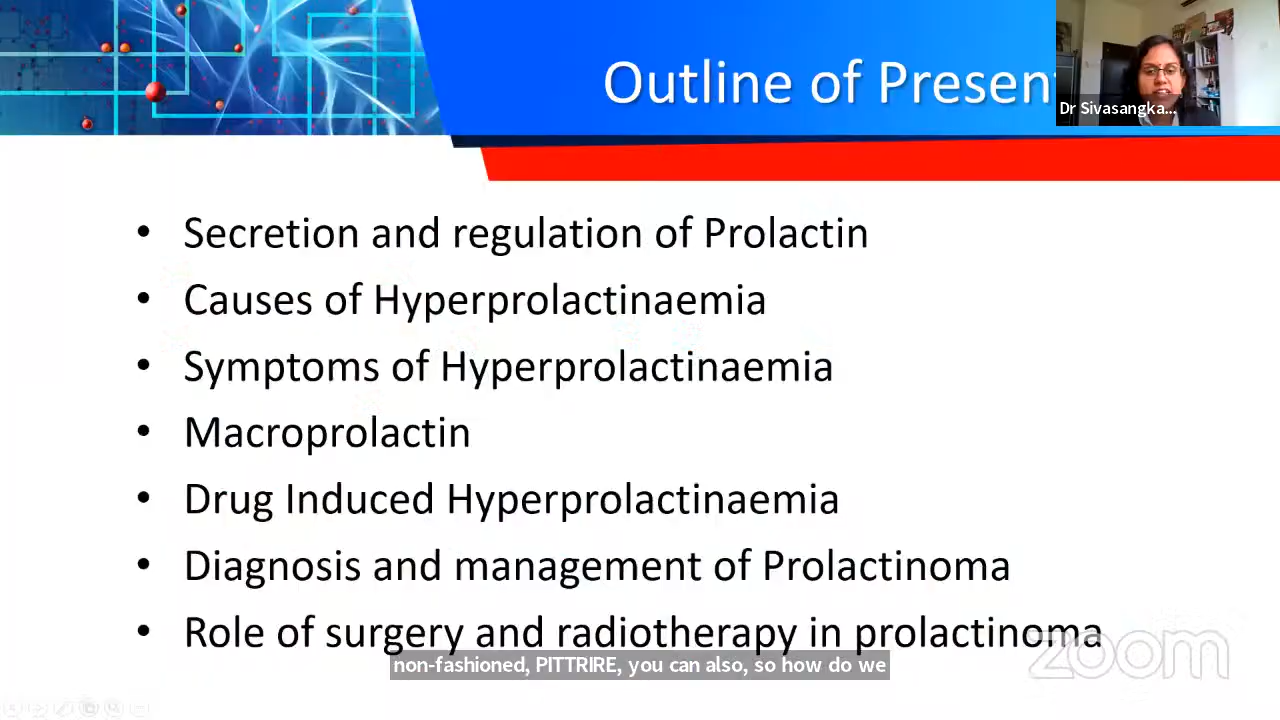 Outline of Present
Dr Sivasangka...
• Secretion and regulation of Prolactin
• Causes of Hyperprolactinaemia
• Symptoms of Hyperprolactinaemia
• Macroprolactin
• Drug Induced Hyperprolactinaemia
• Diagnosis and management of Prolactinoma
• Role of surgery and radiotherapy in prolactinoma
non-fashioned, PITTRIRE, you can also, so how do we
zoom